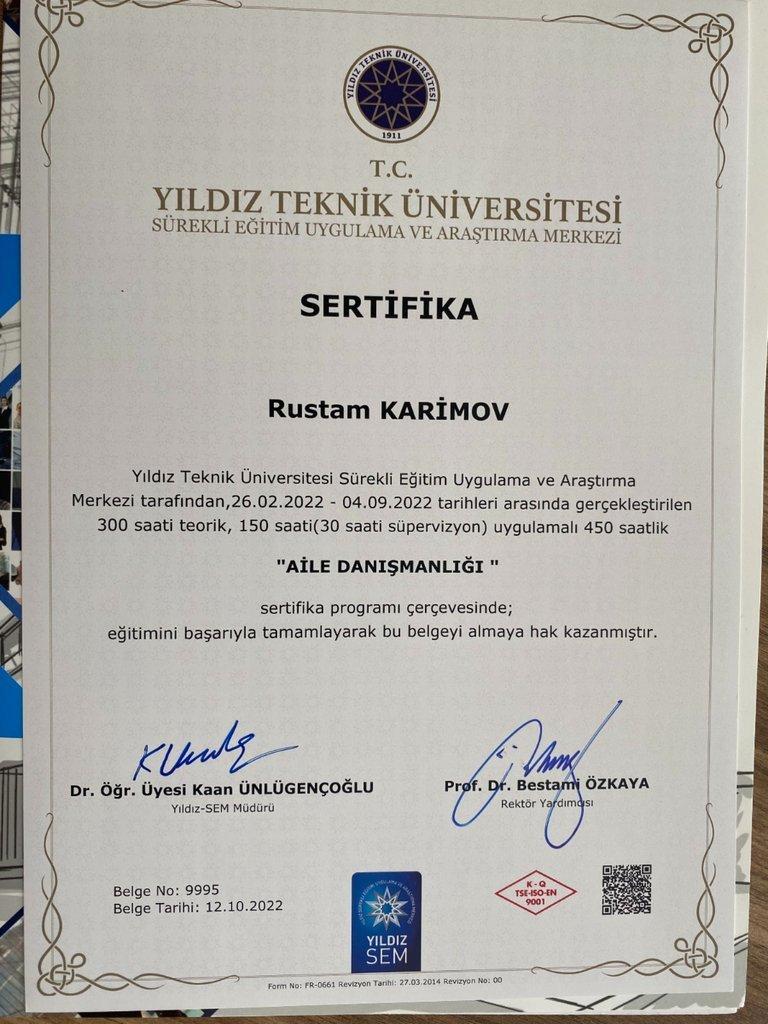 YILDIZ TEKNİK ÜNİVERSİTESİ
1911
T.C.
YILDIZ TEKNİK ÜNİVERSİTESİ
SÜREKLİ EĞİTİM UYGULAMA VE ARAŞTIRMA MERKEZİ
SERTİFİKA
Rustam KARİMOV
Yıldız Teknik Üniversitesi Sürekli Eğitim Uygulama ve Araştırma
Merkezi tarafından,26.02.2022 - 04.09.2022 tarihleri arasında gerçekleştirilen
300 saati teorik, 150 saati(30 saati süpervizyon) uygulamalı 450 saatlik
"AİLE DANIŞMANLIĞI "
sertifika programı çerçevesinde;
eğitimini başarıyla tamamlayarak bu belgeyi almaya hak kazanmıştır.
Dr. Öğr. Üyesi Kaan ÜNLÜGENÇOĞLU
Yıldız-SEM Müdürü
Prof. Dr. Bestami ÖZKAYA
Rektör Yardımcısı
Belge No: 9995
Belge Tarihi: 12.10.2022
YILDIZ
SEM
K - Q
TSE-ISO-EN
9001
Form No: FR-0661 Revizyon Tarihi: 27.03.2014 Revizyon No: 00